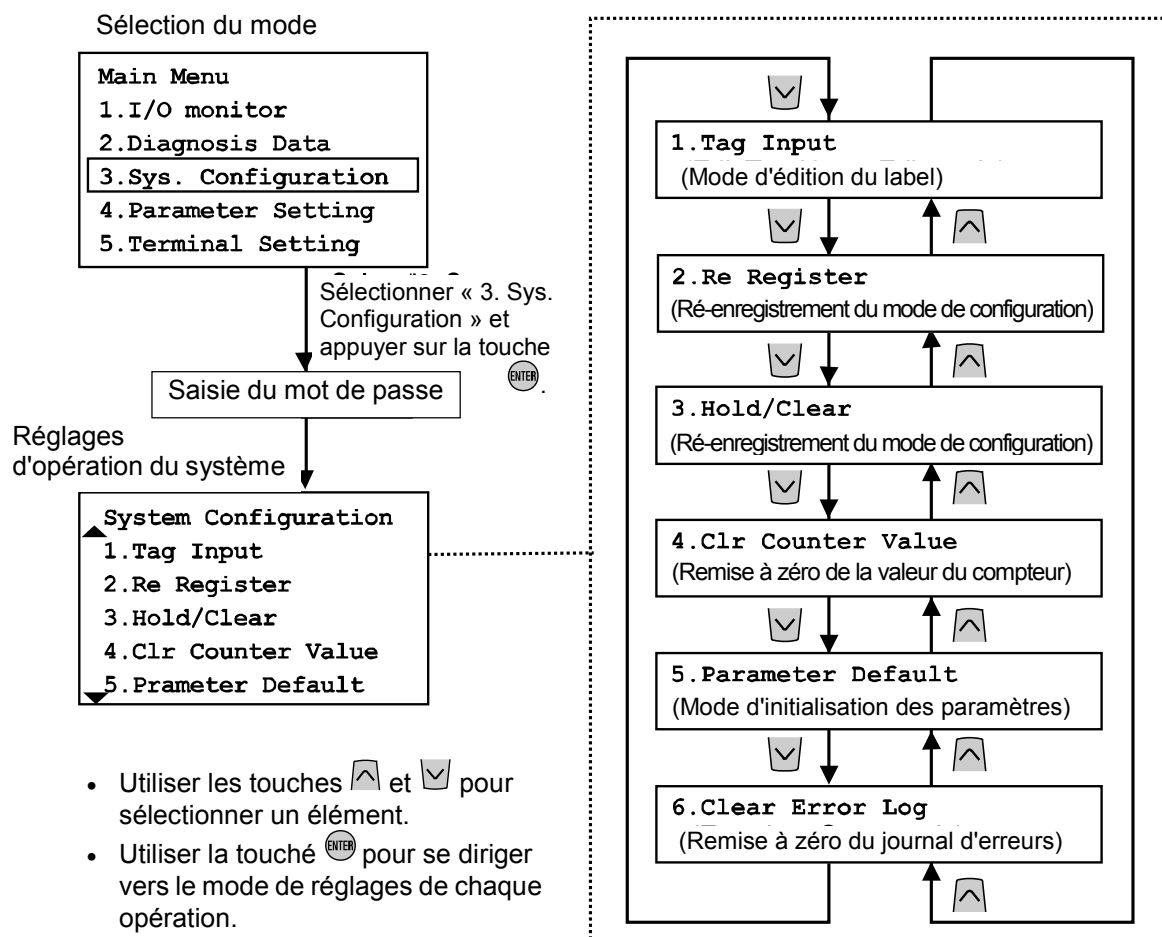 Sélection du mode
Main Menu
1.I/O monitor
2.Diagnosis Data
3.Sys. Configuration
4.Parameter Setting
5.Terminal Setting
Sélectionner « 3. Sys.
Configuration » et
appuyer sur la touche
ENTER.
Saisie du mot de passe
Réglages
d'opération du système
System Configuration
1.Tag Input
2.Re Register
3.Hold/Clear
4.Clr Counter Value
5.Prameter Default
• Utiliser les touches et pour
sélectionner un élément.
• Utiliser la touché ENTER pour se diriger
vers le mode de réglages de chaque
opération.
1.Tag Input
(Mode d'édition du label)
2.Re Register
(Ré-enregistrement du mode de configuration)
3.Hold/Clear
(Ré-enregistrement du mode de configuration)
4.Clr Counter Value
(Remise à zéro de la valeur du compteur)
5.Parameter Default
(Mode d'initialisation des paramètres)
6.Clear Error Log
(Remise à zéro du journal d'erreurs)